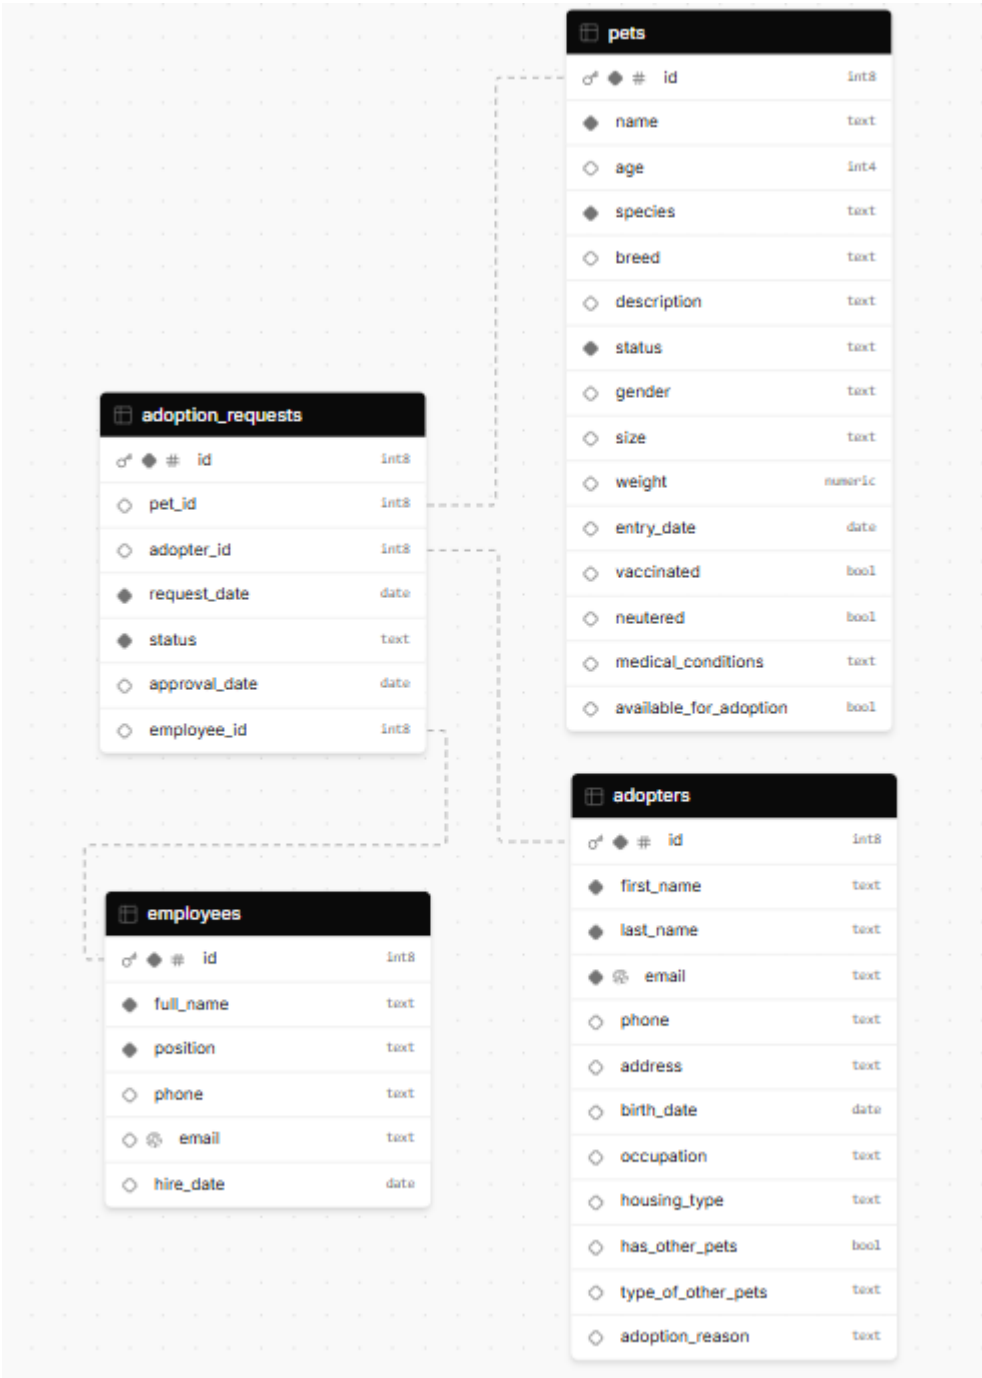 pets
# id int8
name text
age int4
species text
breed text
description text
status text
gender text
size text
weight numeric
entry_date date
vaccinated bool
neutered bool
medical_conditions text
available_for_adoption bool
adoption_requests
# id int8
pet_id int8
adopter_id int8
request_date date
status text
approval_date date
employee_id int8
adopters
# id int8
first_name text
last_name text
email text
phone text
address text
birth_date date
occupation text
housing_type text
has_other_pets bool
type_of_other_pets text
adoption_reason text
employees
# id int8
full_name text
position text
phone text
email text
hire_date date